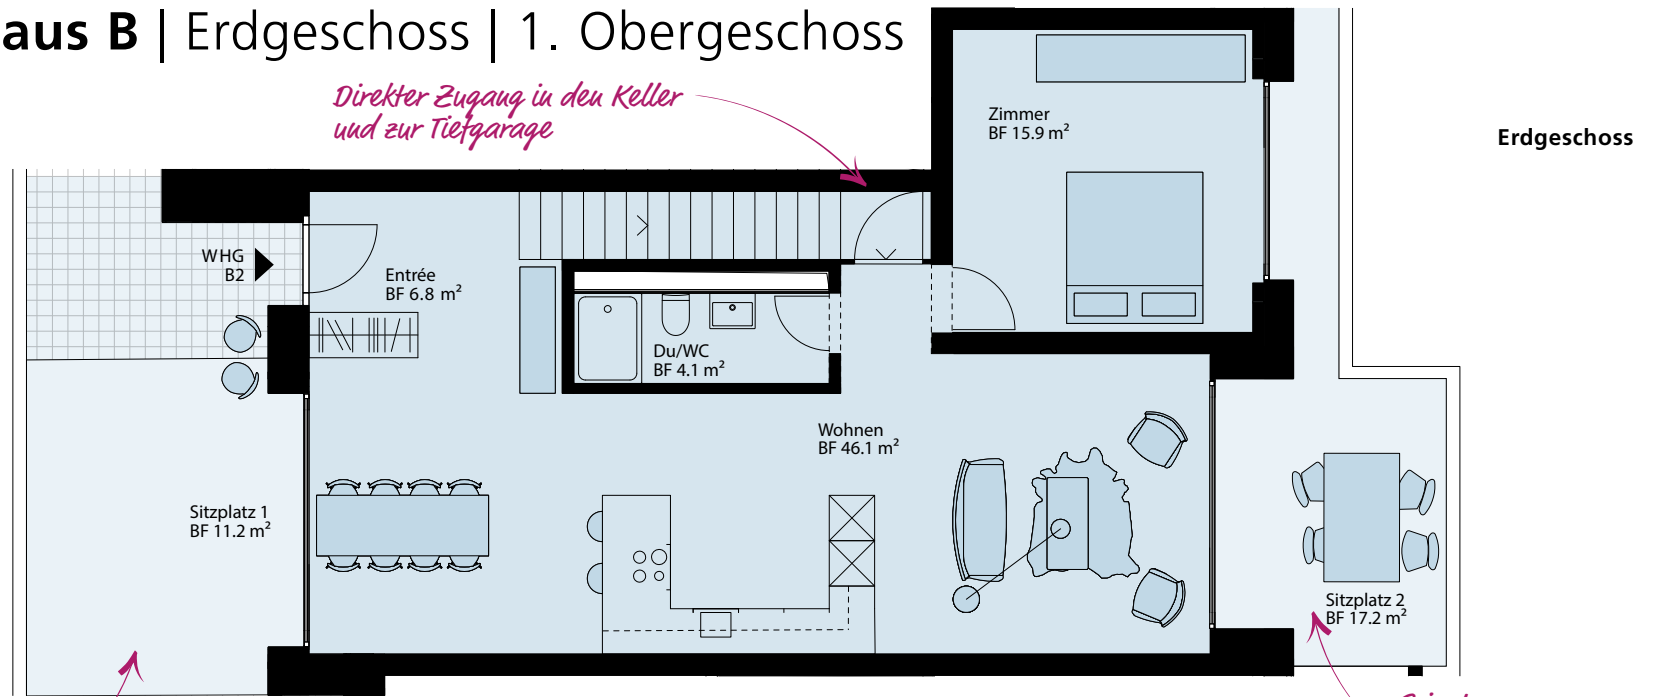 aus B | Erdgeschoss | 1. Obergeschoss
Direkter Zugang in den Keller
und zur Tiefgarage
Zimmer
BF 15.9 m²
Erdgeschoss
WHG
B2
Entrée
BF 6.8 m²
Du/WC
BF 4.1 m²
Wohnen
BF 46.1 m²
Sitzplatz 1
BF 11.2 m²
Sitzplatz 2
BF 17.2 m²